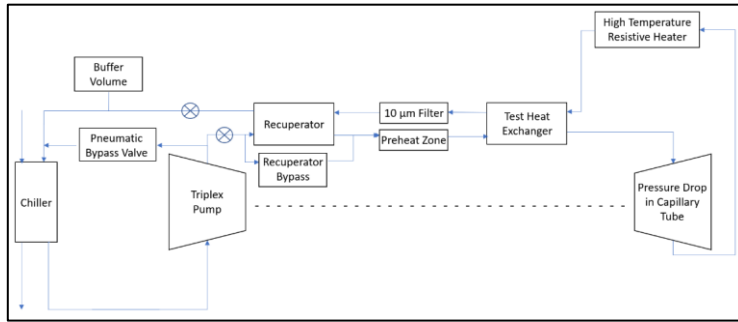 High Temperature
Resistive Heater
Buffer
Volume
Recuperator
10 µm Filter
Test Heat
Exchanger
Preheat Zone
Pneumatic
Bypass Valve
Recuperator
Bypass
Chiller
Triplex
Pump
Pressure Drop
in Capillary
Tube